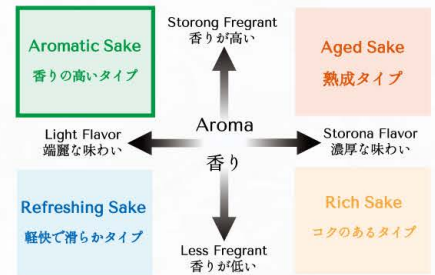 Storong Fregrant
香りが高い
Aromatic Sake
香りの高いタイプ
Aged Sake
熟成タイプ
Light Flavor
端麗な味わい
Aroma
香り
Storona Flavor
濃厚な味わい
Refreshing Sake
軽快で滑らかタイプ
Rich Sake
コクのあるタイプ
Less Fregrant
香りが低い